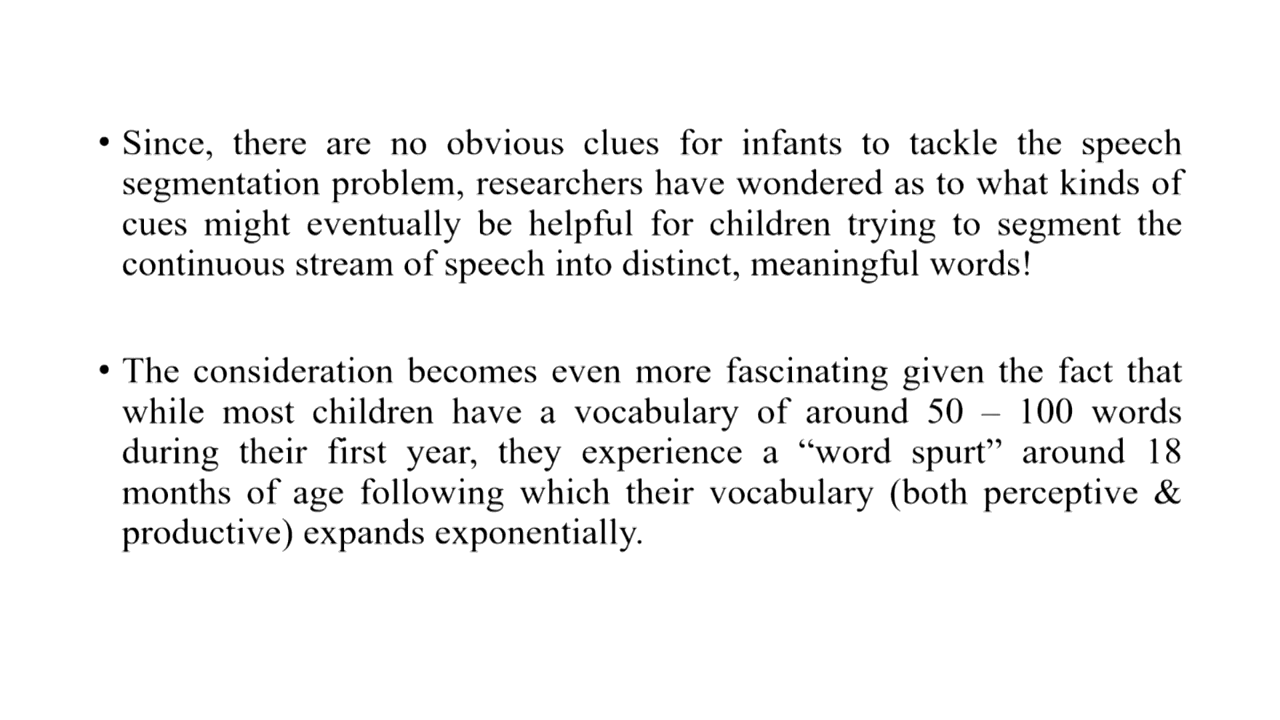 • Since, there are no obvious clues for infants to tackle the speech
segmentation problem, researchers have wondered as to what kinds of
cues might eventually be helpful for children trying to segment the
continuous stream of speech into distinct, meaningful words!
• The consideration becomes even more fascinating given the fact that
while most children have a vocabulary of around 50 – 100 words
during their first year, they experience a “word spurt” around 18
months of age following which their vocabulary (both perceptive &
productive) expands exponentially.